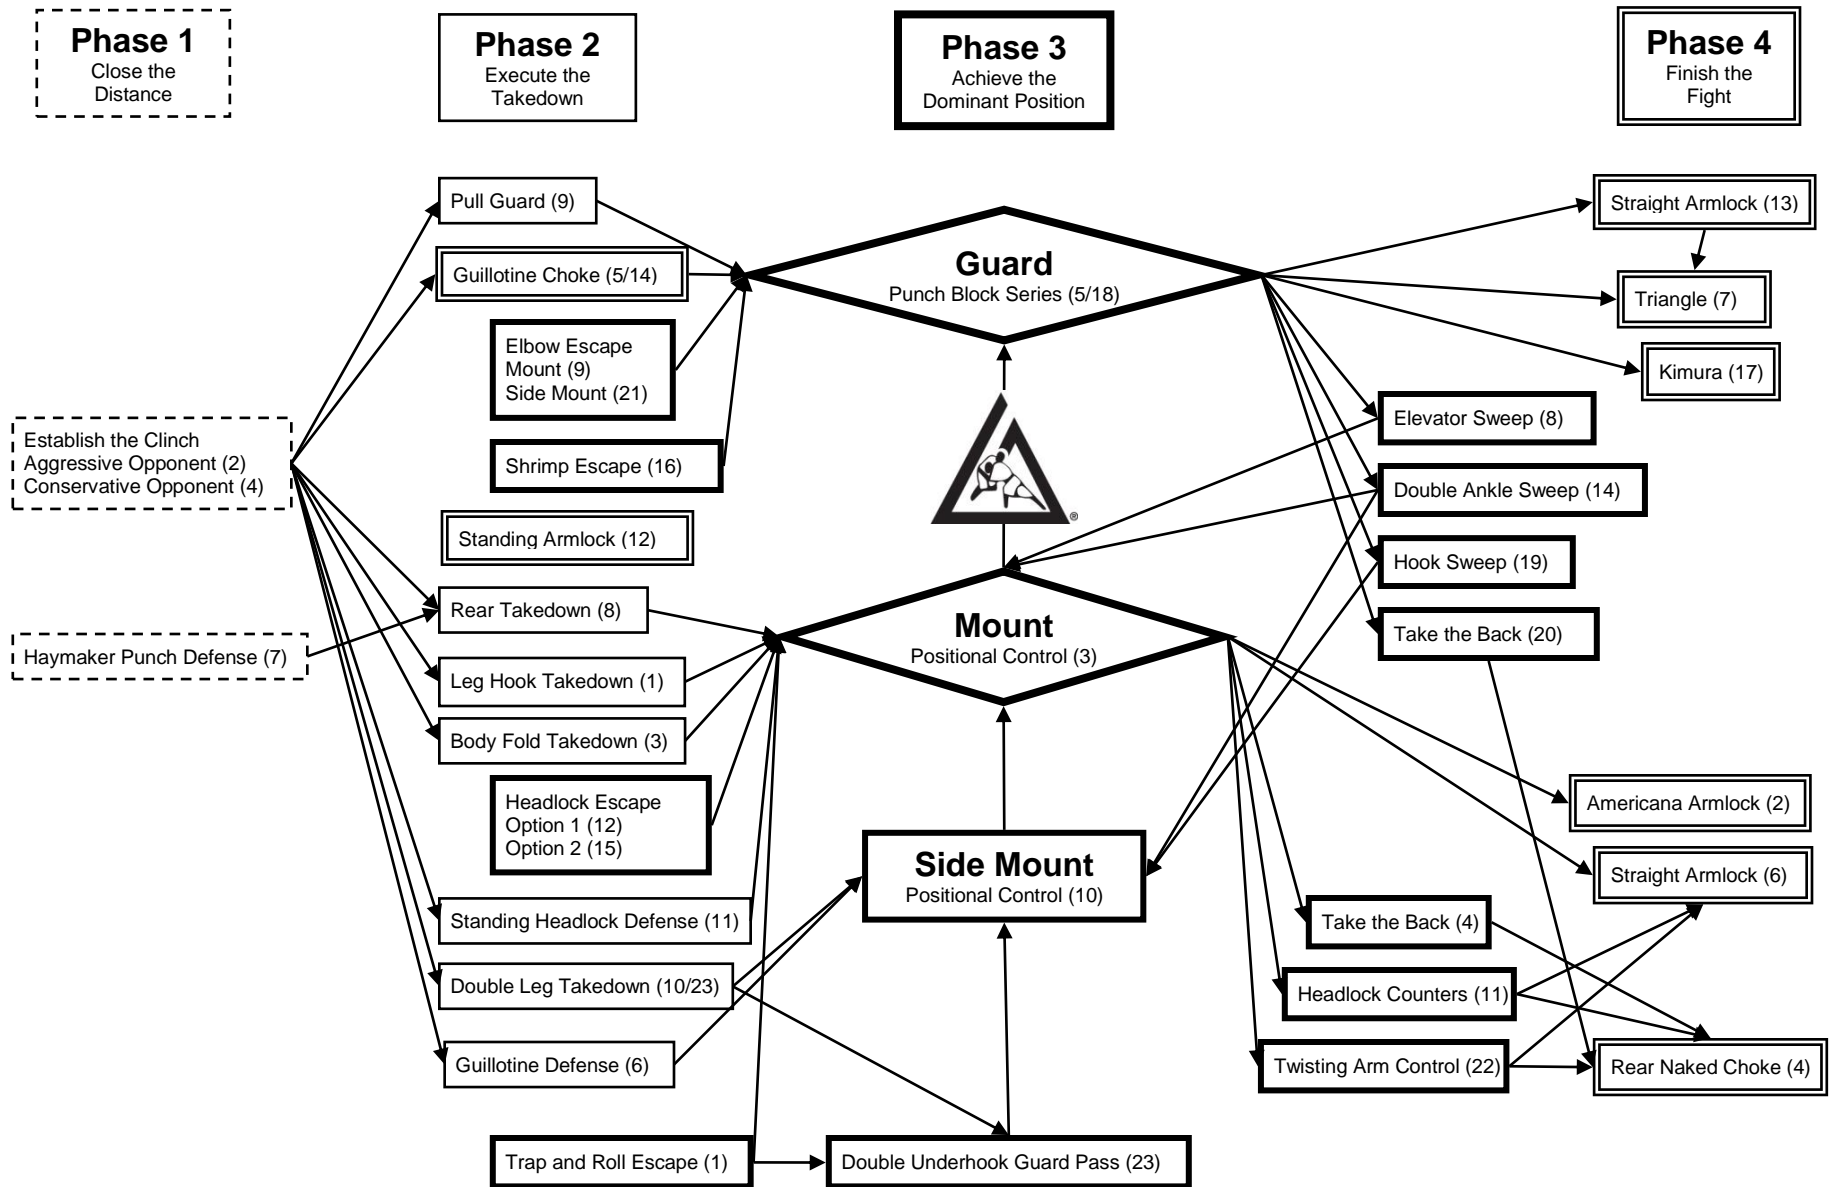 Phase 1
Close the
Distance
Phase 2
Execute the
Takedown
Phase 3
Achieve the
Dominant Position
Phase 4
Finish the
Fight
Pull Guard (9)
Guillotine Choke (5/14)
Elbow Escape
Mount (9)
Side Mount (21)
Shrimp Escape (16)
Standing Armlock (12)
Establish the Clinch
Aggressive Opponent (2)
Conservative Opponent (4)
Haymaker Punch Defense (7)
Rear Takedown (8)
Leg Hook Takedown (1)
Body Fold Takedown (3)
Headlock Escape
Option 1 (12)
Option 2 (15)
Standing Headlock Defense (11)
Double Leg Takedown (10/23)
Guillotine Defense (6)
Trap and Roll Escape (1)
Guard
Punch Block Series (5/18)
®
Mount
Positional Control (3)
Side Mount
Positional Control (10)
Double Underhook Guard Pass (23)
Straight Armlock (13)
Triangle (7)
Kimura (17)
Elevator Sweep (8)
Double Ankle Sweep (14)
Hook Sweep (19)
Take the Back (20)
Americana Armlock (2)
Straight Armlock (6)
Take the Back (4)
Headlock Counters (11)
Twisting Arm Control (22)
Rear Naked Choke (4)